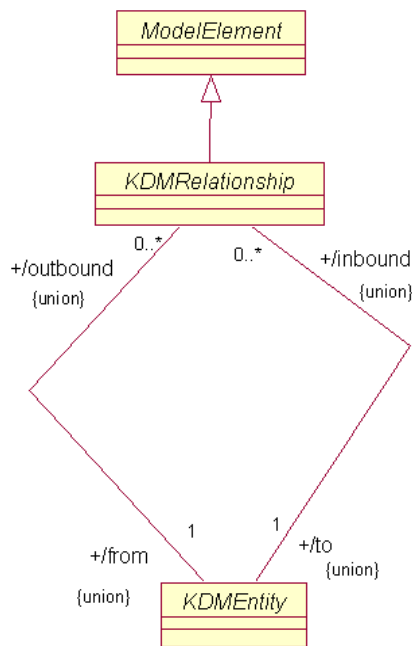 ModelElement
KDMRelationship
0..*
0..*
+/outbound
{union}
+/inbound
{union}
1
1
+/from
{union}
+/to
{union}
KDMEntity